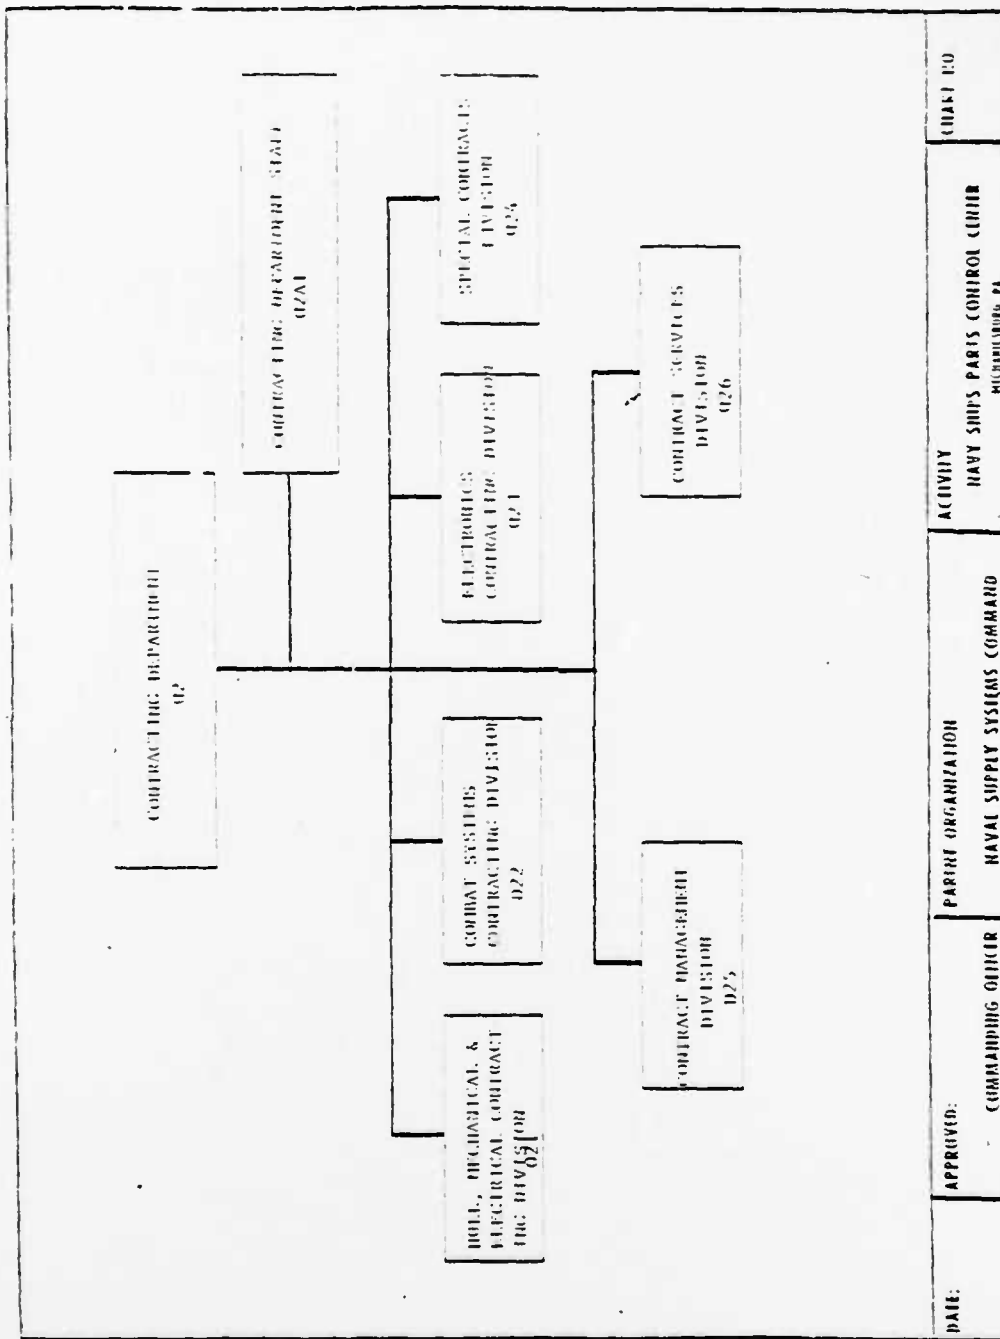 CONTRACTING DEPARTMENT
02
CONTRACTING DEPARTMENT STAFF
02A1
HULL, MECHANICAL &
ELECTRICAL CONTRACT
ING DIVISION
021
COMBAT SYSTEMS
CONTRACTING DIVISION
022
ELECTRONICS
CONTRACTING DIVISION
023
SPECIAL CONTRACTS
DIVISION
024
CONTRACT MANAGEMENT
DIVISION
025
CONTRACT SERVICES
DIVISION
026
DATE:
APPROVED:
COMMANDING OFFICER
PARENT ORGANIZATION
NAVAL SUPPLY SYSTEMS COMMAND
ACTIVITY
NAVY SHIPS PARTS CONTROL CENTER
MECHANICSBURG PA
CHART NO